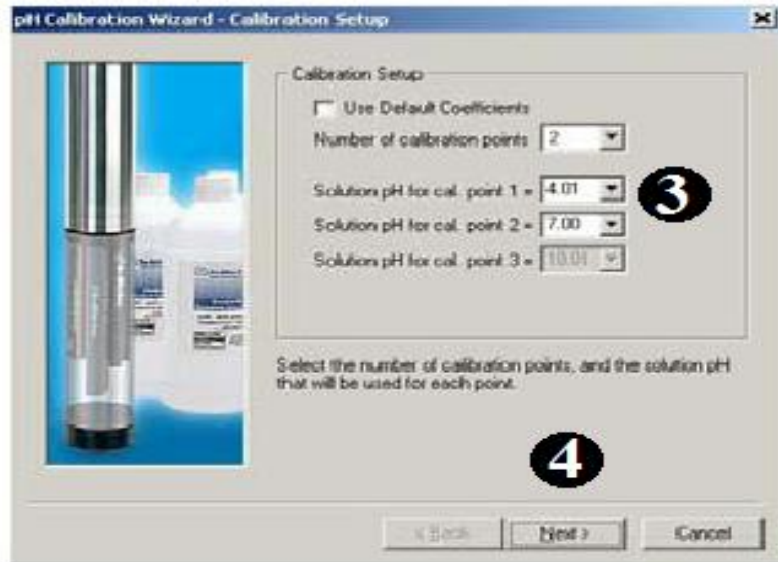 pH Calibration Wizard - Calibration Setup
Calibration Setup
Use Default Coefficients
Number of calibration points 2
Solution pH for cal. point 1 = 4.01
3
Solution pH for cal. point 2 = 7.00
Solution pH for cal. point 3 = 10.01
Select the number of calibration points, and the solution pH
that will be used for each point.
4
< Back Next > Cancel